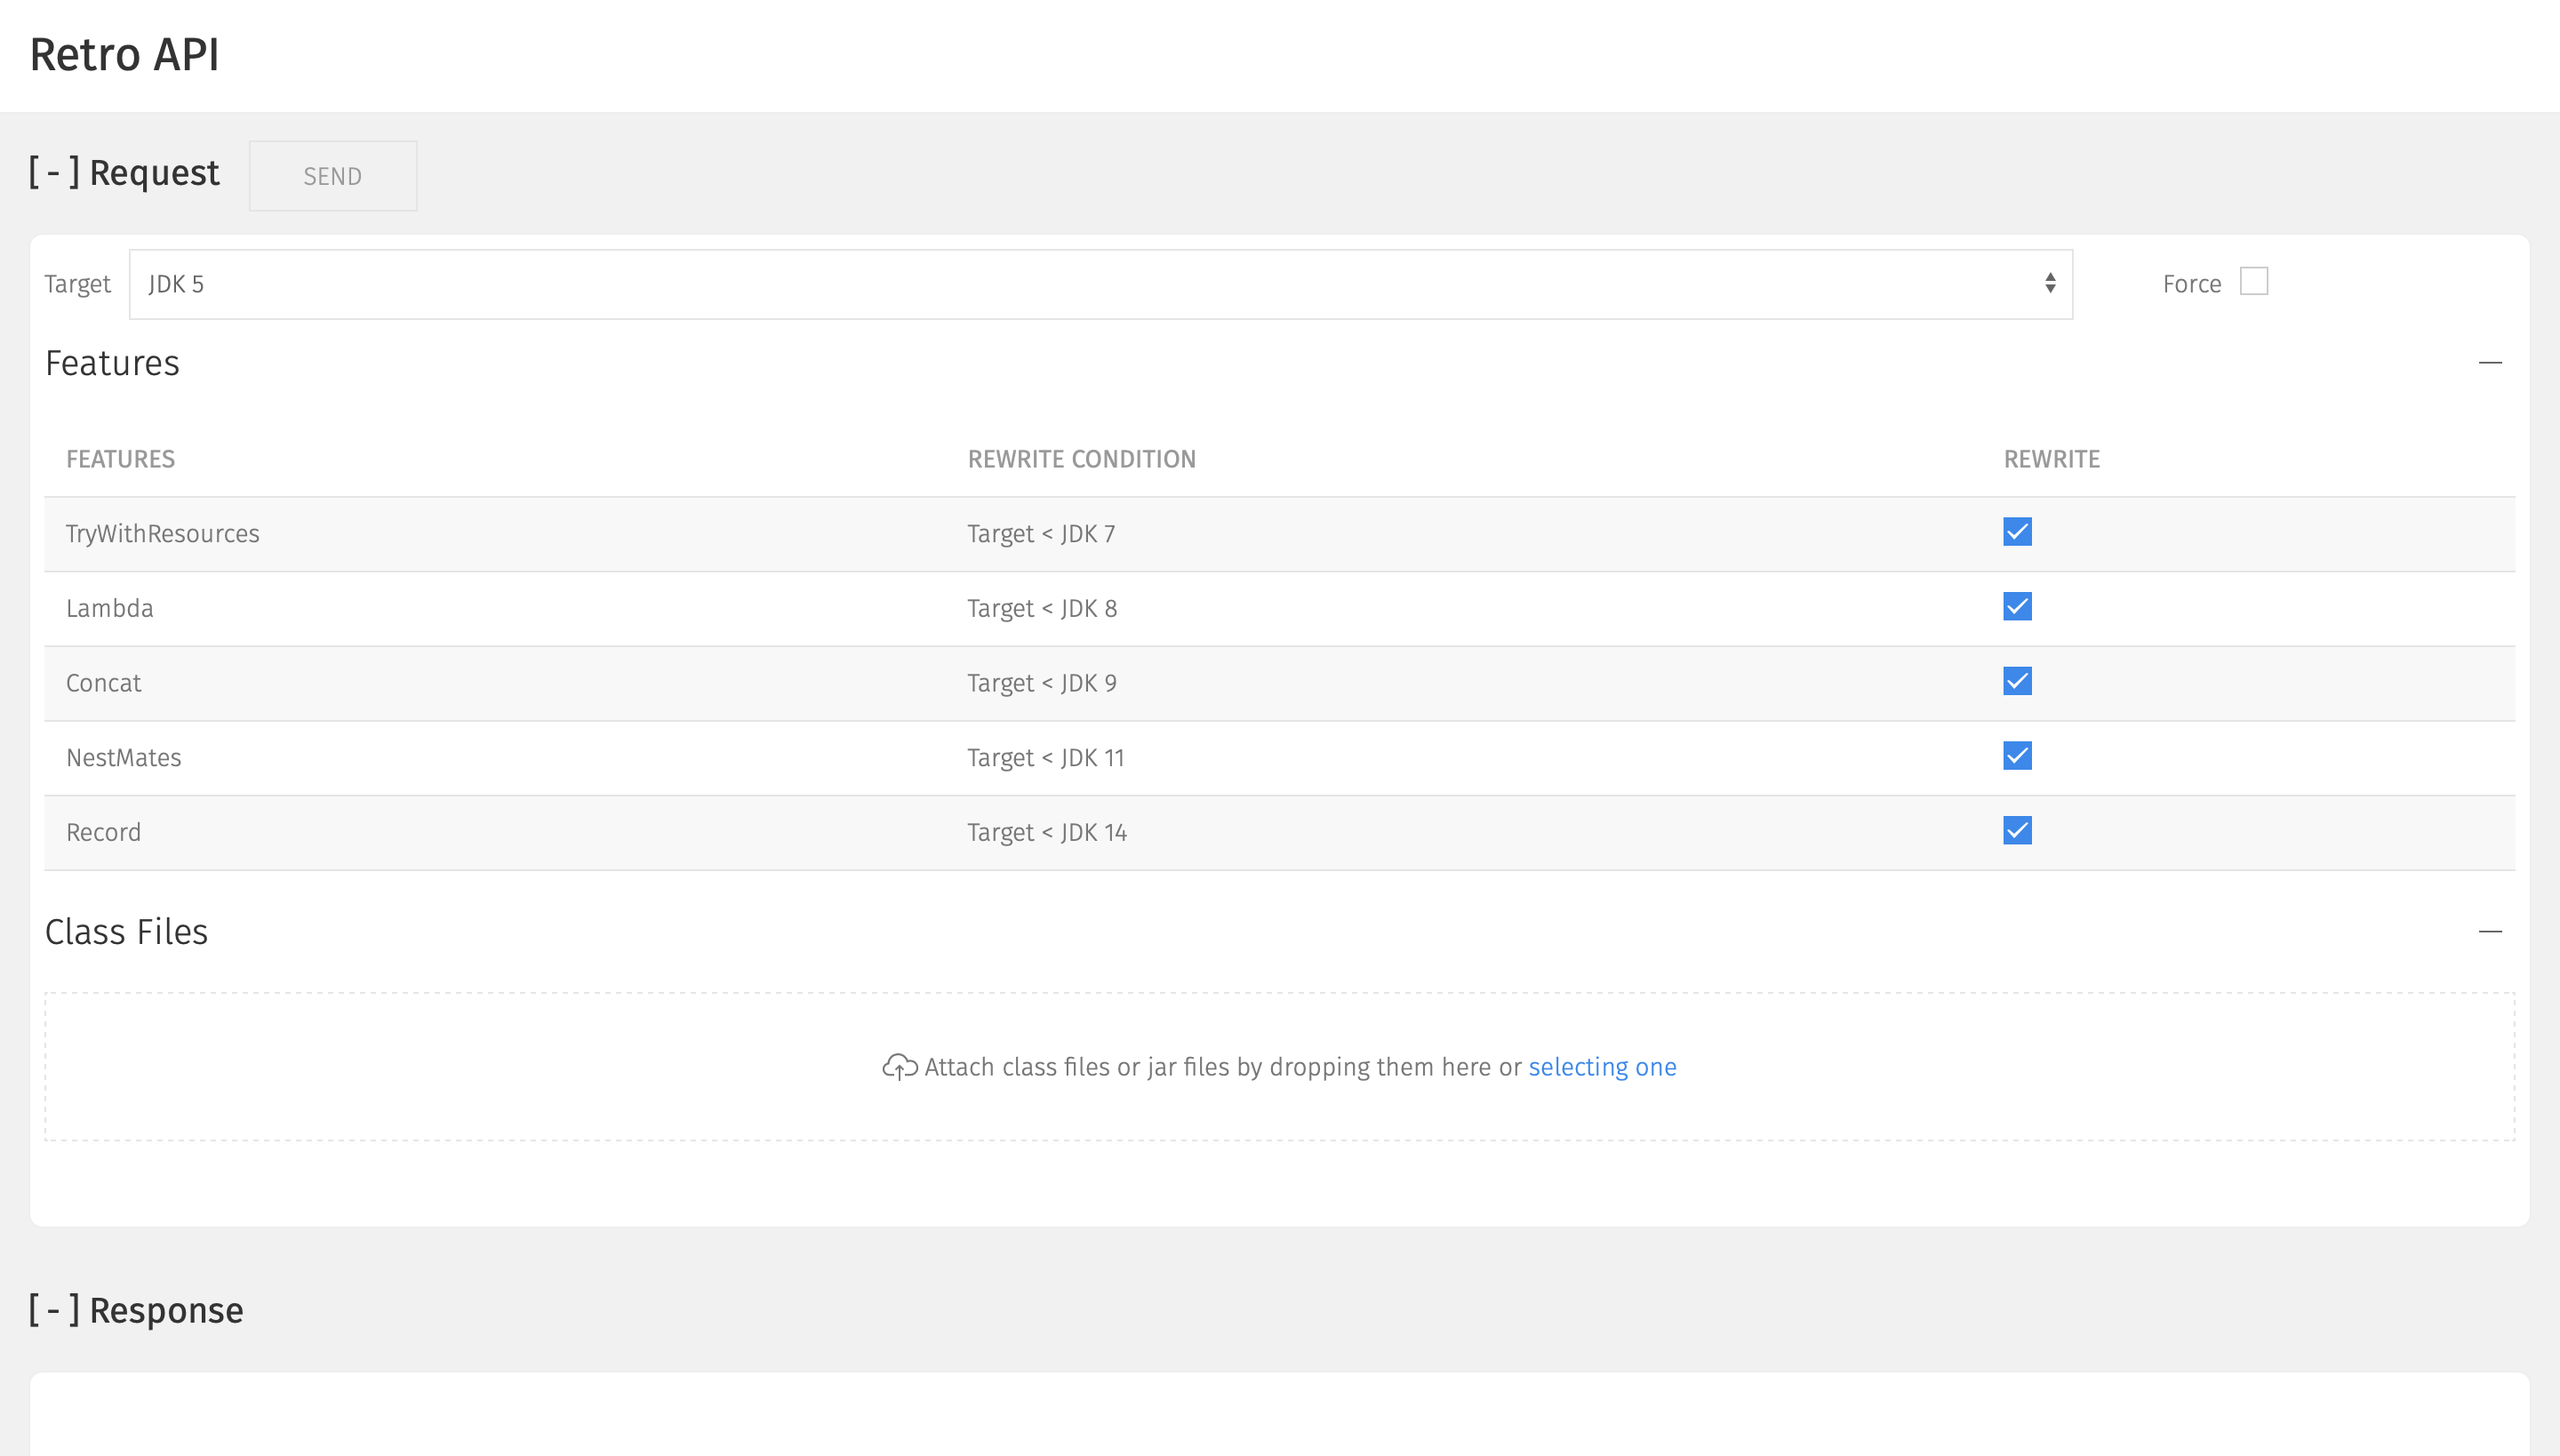 Retro API
[ - ] Request SEND
Target JDK 5 Force
Features
FEATURES REWRITE CONDITION REWRITE
TryWithResources Target < JDK 7
Lambda Target < JDK 8
Concat Target < JDK 9
NestMates Target < JDK 11
Record Target < JDK 14
Class Files
Attach class files or jar files by dropping them here or selecting one
[ - ] Response